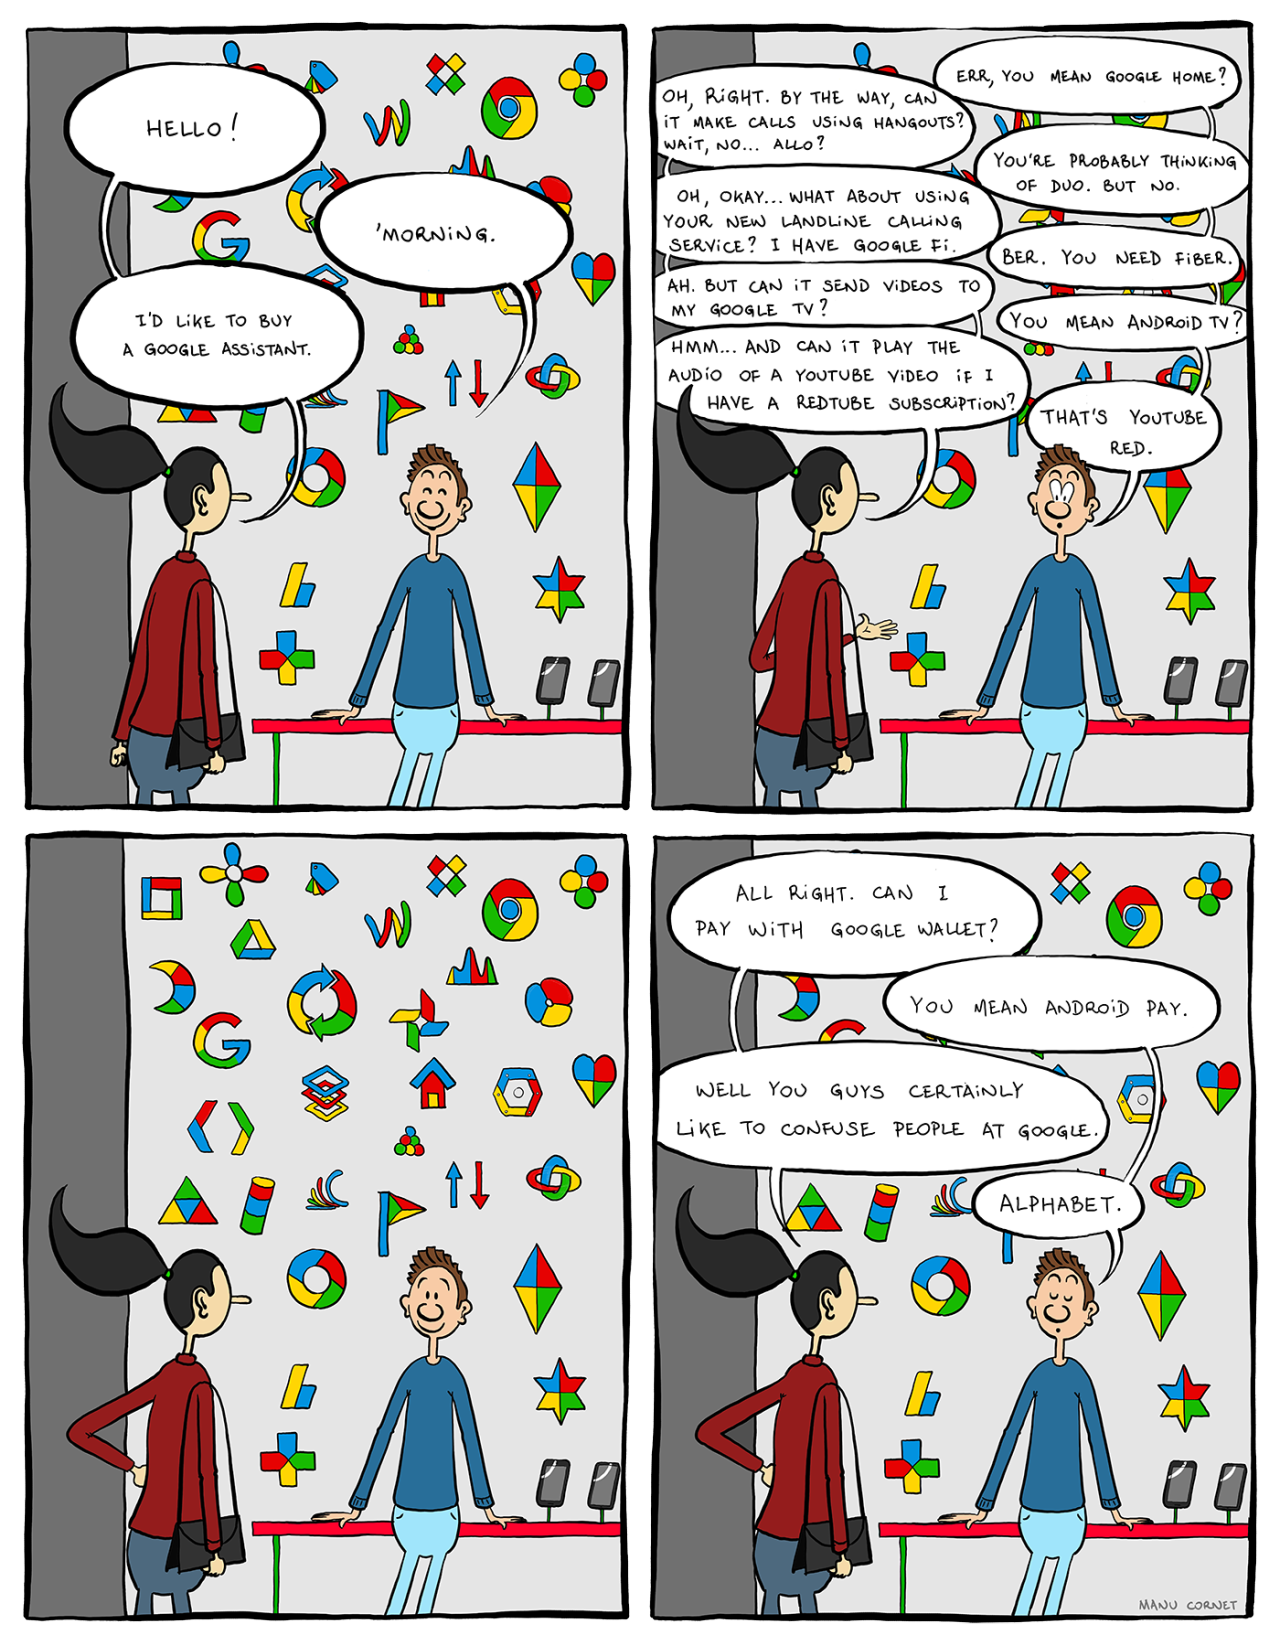 HELLO!
'MORNING.
I'D LIKE TO BUY
A GOOGLE ASSISTANT.
ERR, YOU MEAN GOOGLE HOME?
OH, RIGHT. BY THE WAY, CAN
IT MAKE CALLS USING HANGOUTS?
WAIT, NO... ALLO?
YOU'RE PROBABLY THINKING
OF DUO. BUT NO.
OH, OKAY... WHAT ABOUT USING
YOUR NEW LANDLINE CALLING
SERVICE? I HAVE GOOGLE FI.
BER. YOU NEED FIBER.
AH. BUT CAN IT SEND VIDEOS TO
MY GOOGLE TV?
YOU MEAN ANDROID TV?
HMM... AND CAN IT PLAY THE
AUDIO OF A YOUTUBE VIDEO IF I
HAVE A REDTUBE SUBSCRIPTION?
THAT'S YOUTUBE
RED.
ALL RIGHT. CAN I
PAY WITH GOOGLE WALLET?
YOU MEAN ANDROID PAY.
WELL YOU GUYS CERTAINLY
LIKE TO CONFUSE PEOPLE AT GOOGLE.
ALPHABET.
MANU CORNET